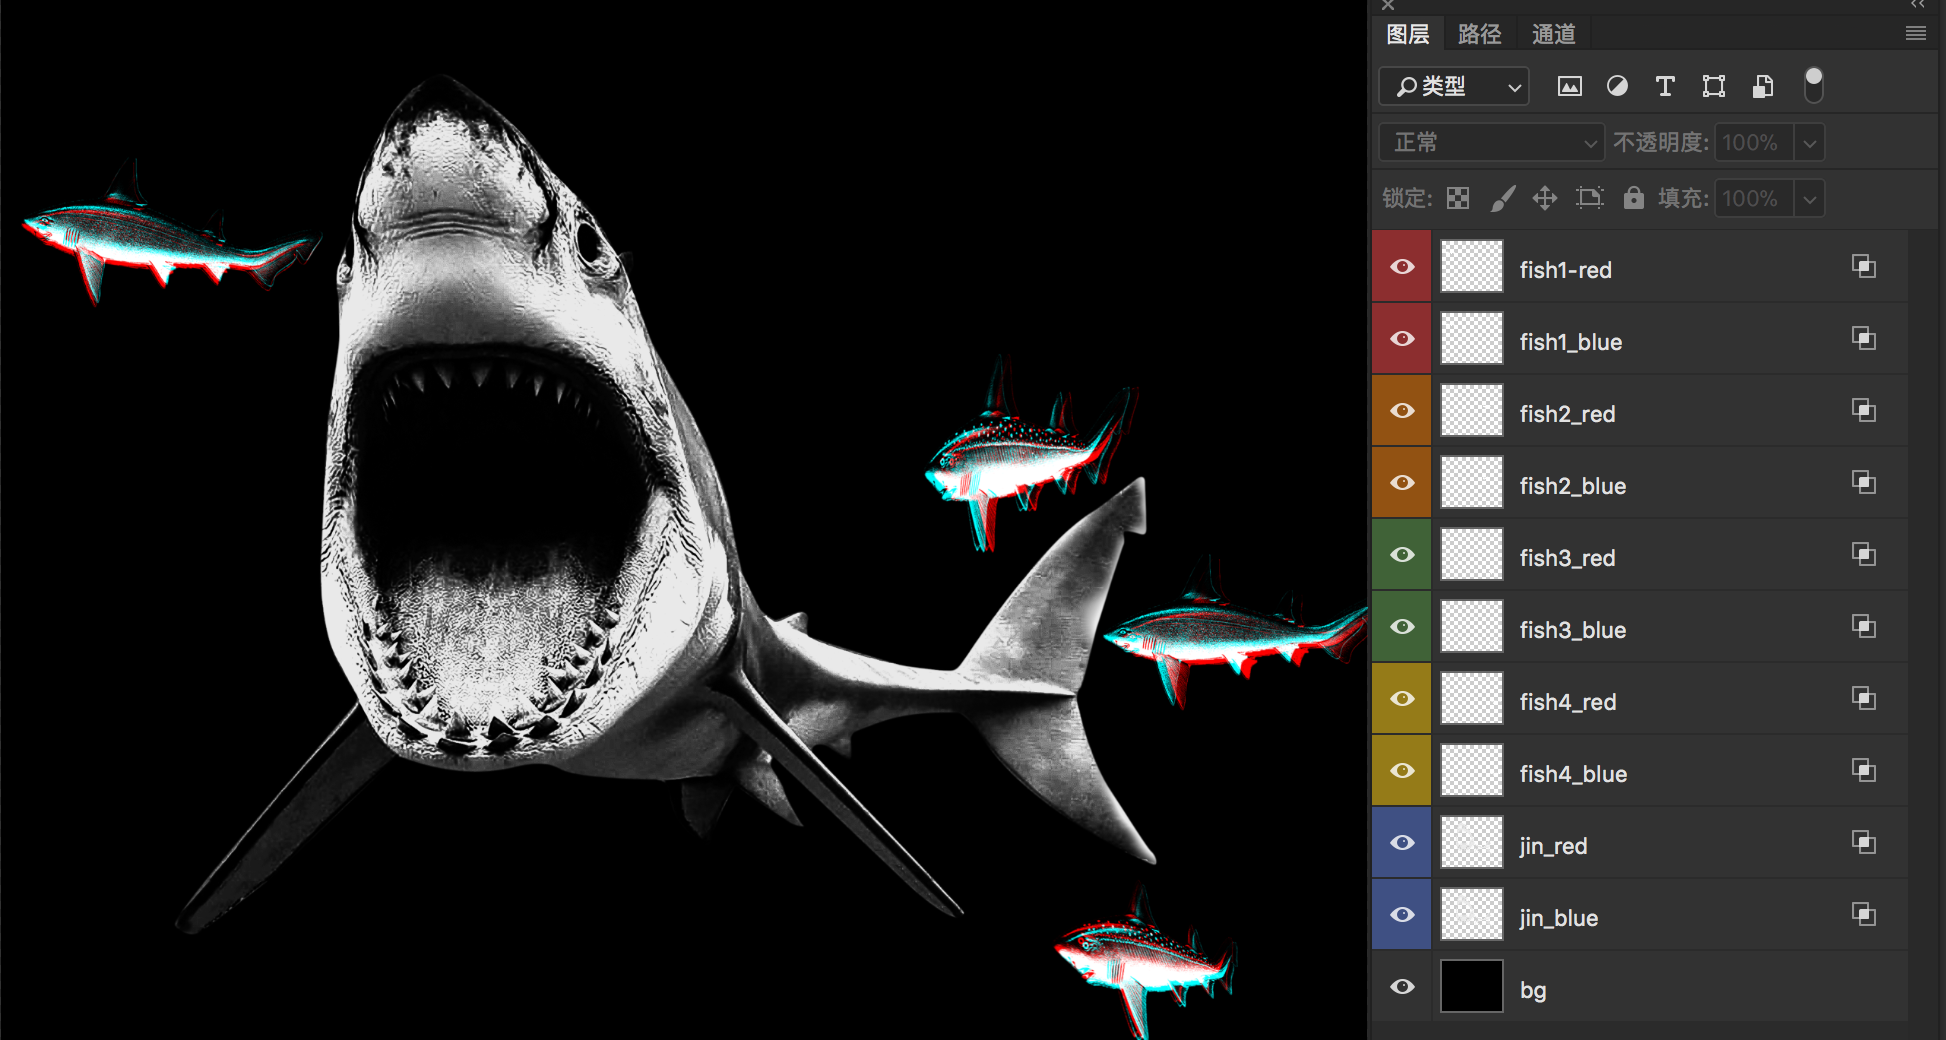 图层 路径 通道
类型
正常 不透明度: 100%
锁定: 填充: 100%
fish1-red
fish1_blue
fish2_red
fish2_blue
fish3_red
fish3_blue
fish4_red
fish4_blue
jin_red
jin_blue
bg